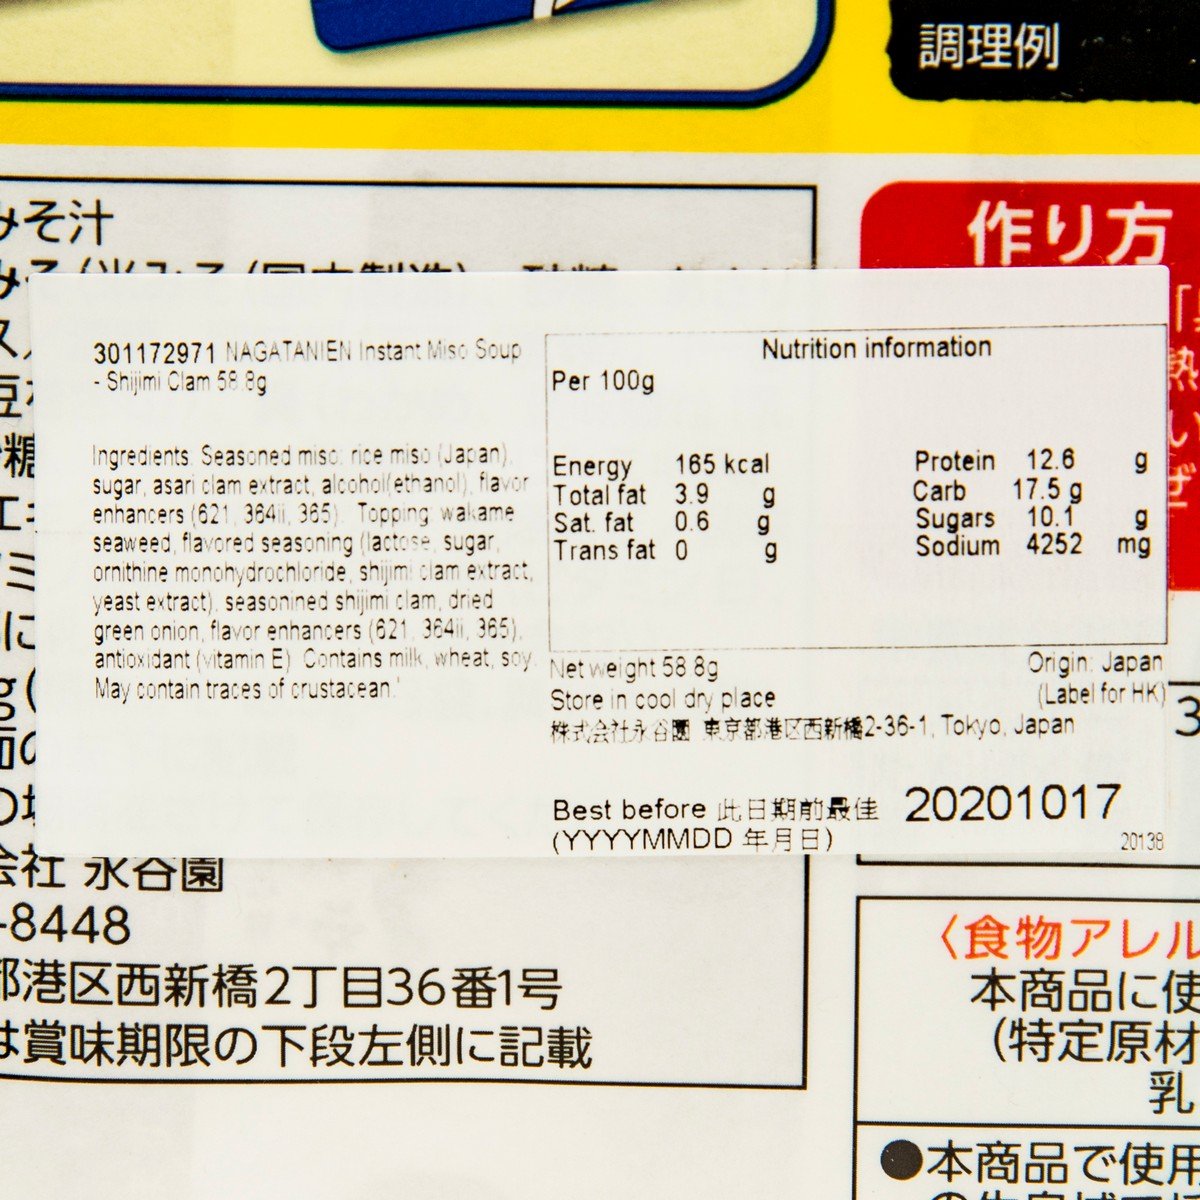 調理例
みそ汁
作り方
301172971 NAGATANIEN Instant Miso Soup
- Shijimi Clam 58.8g
Ingredients. Seasoned miso: rice miso (Japan),
sugar, asari clam extract, alcohol(ethanol), flavor
enhancers (621, 364ii, 365). Topping: wakame
seaweed, flavored seasoning (lactose, sugar,
ornithine monohydrochloride, shijimi clam extract,
yeast extract), seasonined shijimi clam, dried
green onion, flavor enhancers (621, 364ii, 365),
antioxidant (vitamin E). Contains milk, wheat, soy.
May contain traces of crustacean.'
Nutrition information
Per 100g
Energy 165 kcal
Total fat 3.9 g
Sat. fat 0.6 g
Trans fat 0 g
Protein 12.6 g
Carb 17.5 g
Sugars 10.1 g
Sodium 4252 mg
Net weight 58.8g
Origin: Japan
Store in cool dry place
(Label for HK)
株式会社永谷園 東京都港区西新橋2-36-1, Tokyo, Japan
Best before 此日期前最佳 20201017
(YYYYMMDD 年月日)
20138
会社 永谷園
-8448
都港区西新橋2丁目36番1号
は賞味期限の下段左側に記載
〈食物アレル
本商品に使
(特定原材
乳
●本商品で使用